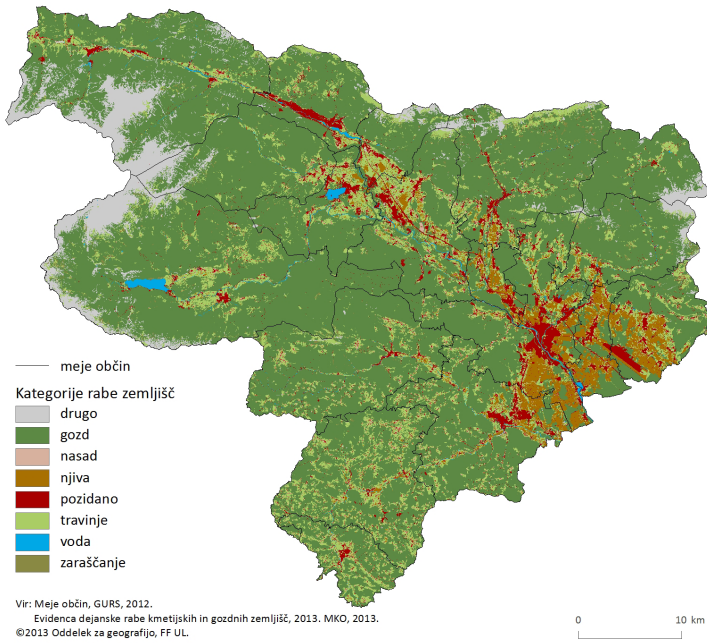 meje občin
Kategorije rabe zemljišč
drugo
gozd
nasad
njiva
pozidano
travinje
voda
zaraščanje
Vir: Meje občin, GURS, 2012.
Evidenca dejanske rabe kmetijskih in gozdnih zemljišč, 2013. MKO, 2013.
©2013 Oddelek za geografijo, FF UL.
0 10 km